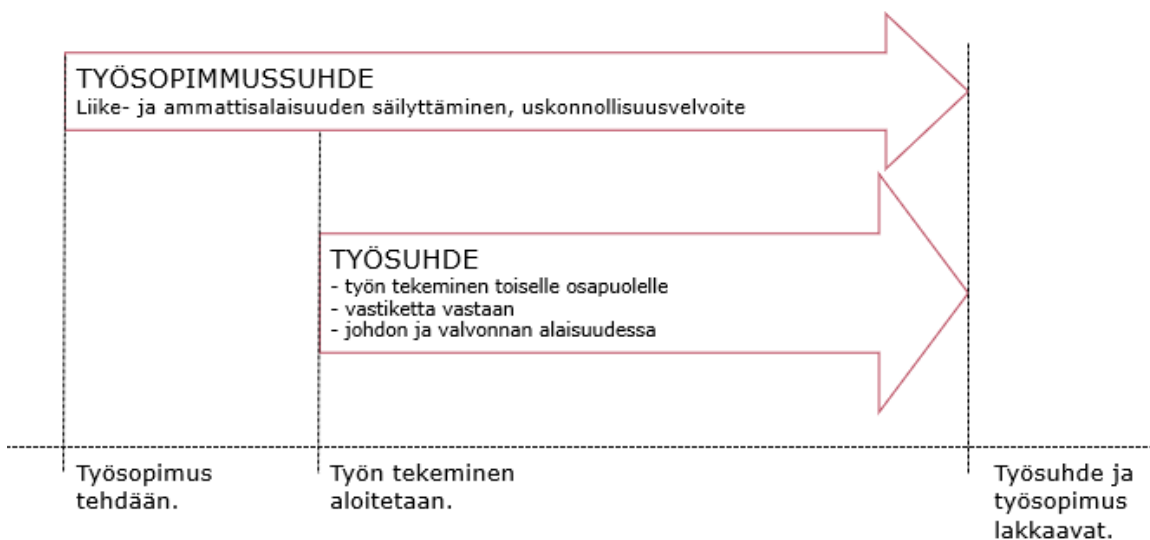 TYÖSOPIMMUSSUHDE
Liike- ja ammattisalaisuuden säilyttäminen, uskonnollisuusvelvoite
TYÖSUHDE
- työn tekeminen toiselle osapuolelle
- vastiketta vastaan
- johdon ja valvonnan alaisuudessa
Työsopimus
tehdään.
Työn tekeminen
aloitetaan.
Työsuhde ja
työsopimus
lakkaavat.